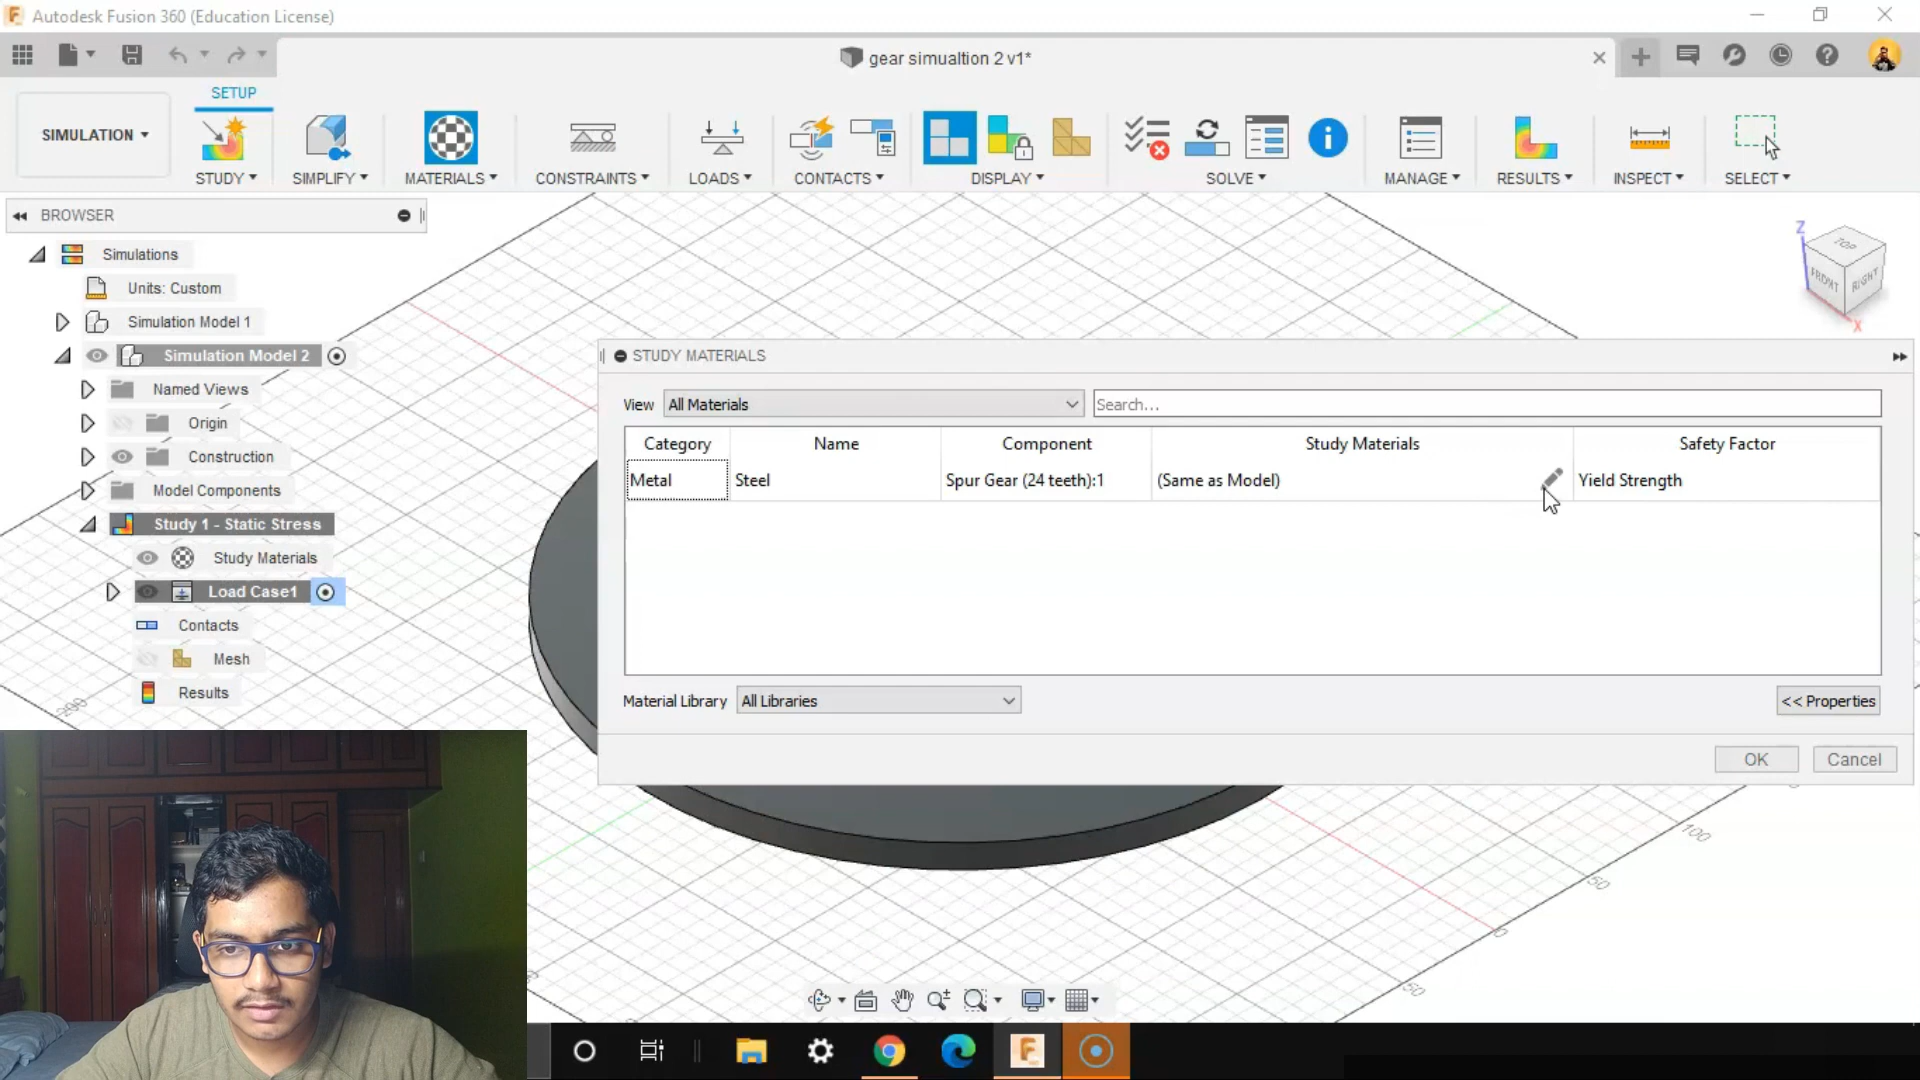 Autodesk Fusion 360 (Education License)
gear simualtion 2 v1*
SETUP
SIMULATION
STUDY
SIMPLIFY
MATERIALS
CONSTRAINTS
LOADS
CONTACTS
DISPLAY
SOLVE
MANAGE
RESULTS
INSPECT
SELECT
BROWSER
Simulations
Units: Custom
Simulation Model 1
Simulation Model 2
Named Views
Origin
Construction
Model Components
Study 1 - Static Stress
Study Materials
Load Case1
Contacts
Mesh
Results
Z
TOP
FRONT
RIGHT
X
STUDY MATERIALS
View All Materials Search...
Category Name Component Study Materials Safety Factor
Metal Steel Spur Gear (24 teeth):1 (Same as Model) Yield Strength
Material Library All Libraries << Properties
OK Cancel
200
100
50
0
50